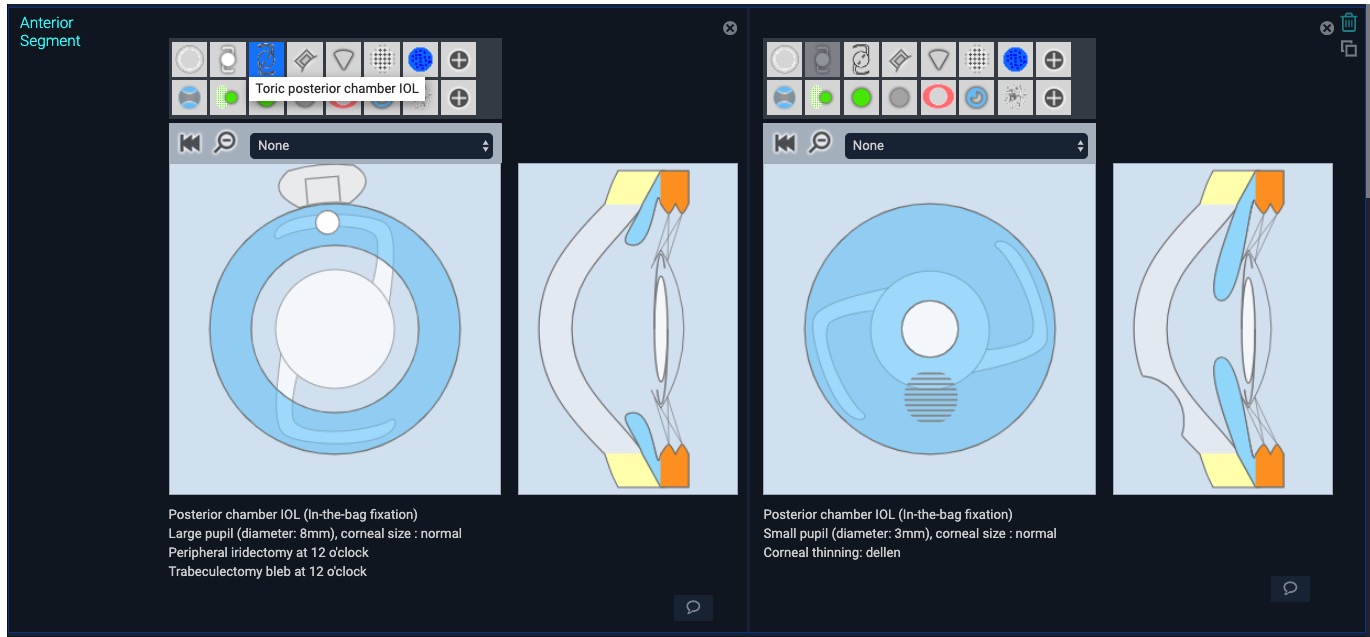 Anterior
Segment
Toric posterior chamber IOL
None
None
Posterior chamber IOL (In-the-bag fixation)
Large pupil (diameter: 8mm), corneal size : normal
Peripheral iridectomy at 12 o'clock
Trabeculectomy bleb at 12 o'clock
Posterior chamber IOL (In-the-bag fixation)
Small pupil (diameter: 3mm), corneal size : normal
Corneal thinning: dellen